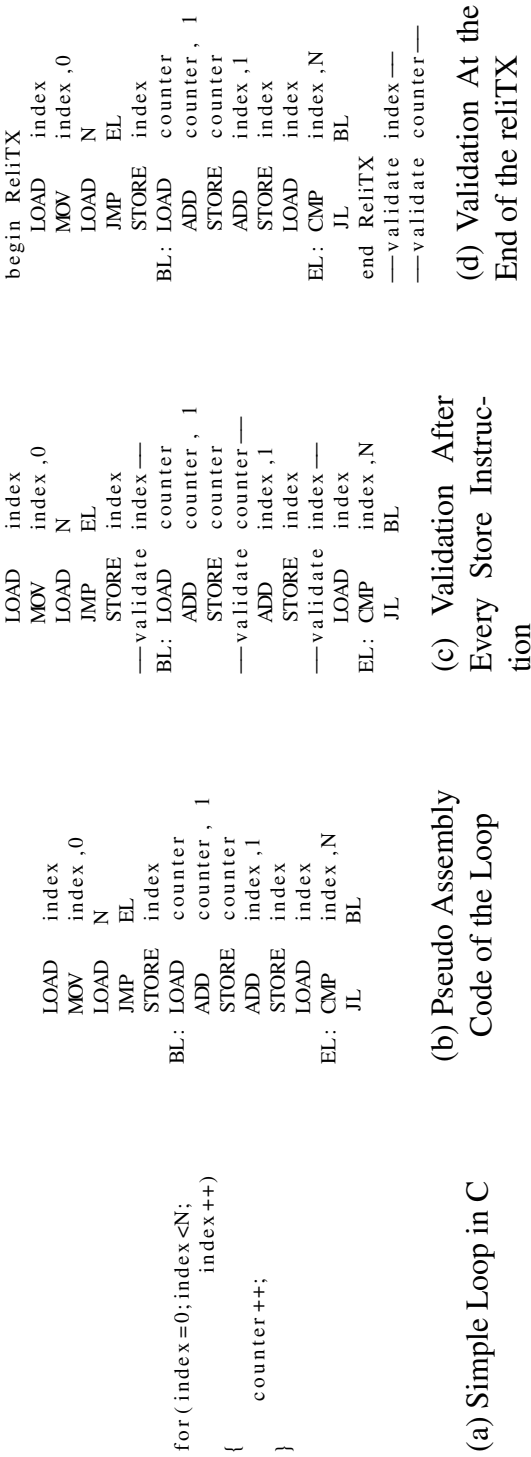 for(index=0;index<N;
index++)
{
counter++;
}
(a) Simple Loop in C
LOAD index
MOV index,0
LOAD N
JMP EL
STORE index
BL: LOAD counter
ADD counter, 1
STORE counter
ADD index,1
STORE index
LOAD index
EL: CMP index,N
JL BL
(b) Pseudo Assembly
Code of the Loop
LOAD index
MOV index,0
LOAD N
JMP EL
STORE index
——validate index——
BL: LOAD counter
ADD counter, 1
STORE counter
——validate counter——
ADD index,1
STORE index
——validate index——
LOAD index
EL: CMP index,N
JL BL
(c) Validation After
Every Store Instruc-
tion
begin ReliTX
LOAD index
MOV index,0
LOAD N
JMP EL
STORE index
BL: LOAD counter
ADD counter, 1
STORE counter
ADD index,1
STORE index
LOAD index
EL: CMP index,N
JL BL
end ReliTX
——validate index——
——validate counter——
(d) Validation At the
End of the reliTX